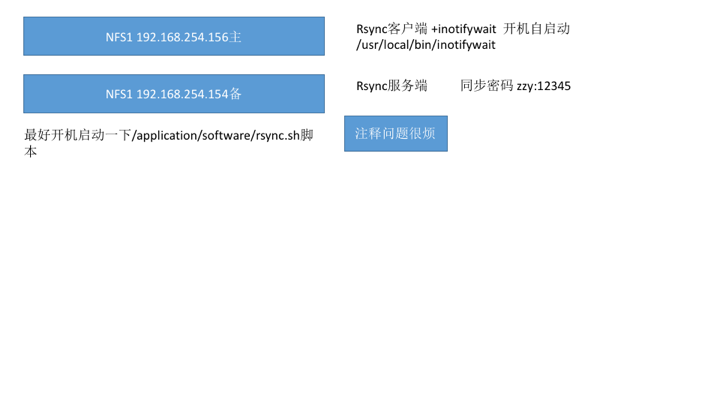 NFS1 192.168.254.156主
Rsync客户端 +inotifywait 开机自启动
/usr/local/bin/inotifywait
NFS1 192.168.254.154备
Rsync服务端 同步密码 zzy:12345
最好开机启动一下/application/software/rsync.sh脚
本
注释问题很烦